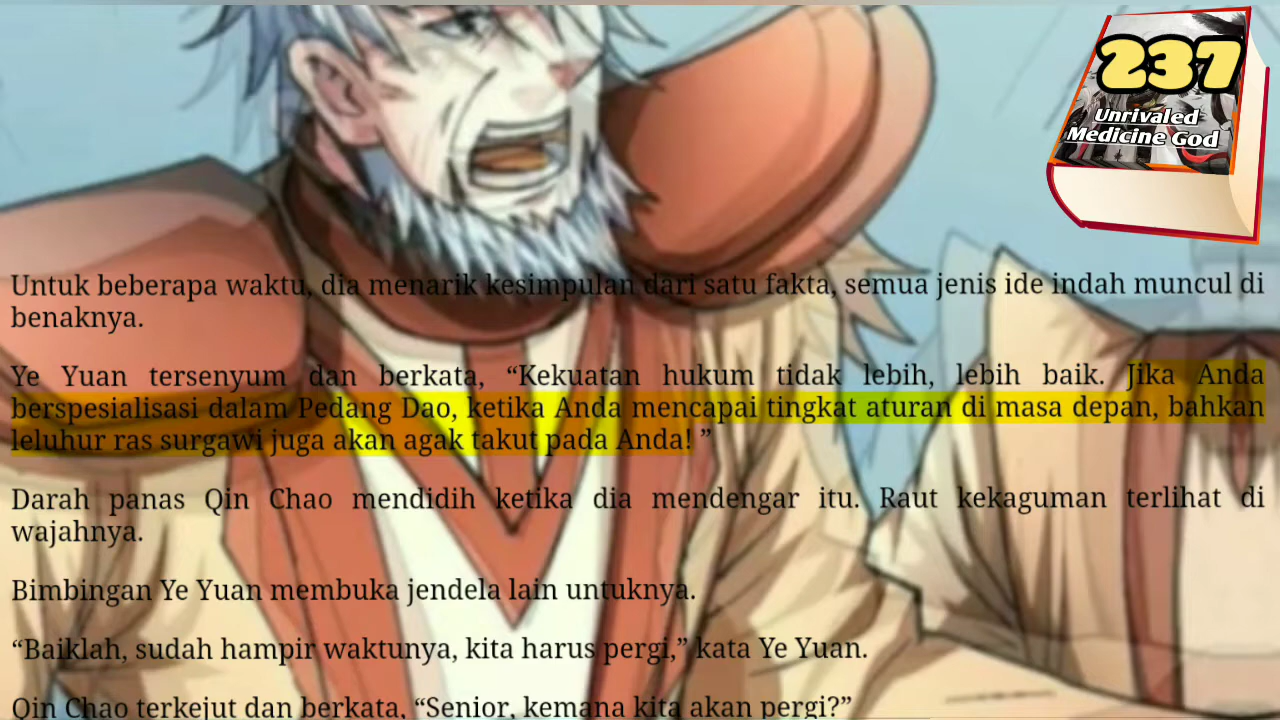 237
Unrivaled
Medicine God
Untuk beberapa waktu, dia menarik kesimpulan dari satu fakta, semua jenis ide indah muncul di
benaknya.
Ye Yuan tersenyum dan berkata, “Kekuatan hukum tidak lebih, lebih baik. Jika Anda
berspesialisasi dalam Pedang Dao, ketika Anda mencapai tingkat aturan di masa depan, bahkan
leluhur ras surgawi juga akan agak takut pada Anda! ”
Darah panas Qin Chao mendidih ketika dia mendengar itu. Raut kekaguman terlihat di
wajahnya.
Bimbingan Ye Yuan membuka jendela lain untuknya.
“Baiklah, sudah hampir waktunya, kita harus pergi,” kata Ye Yuan.
Qin Chao terkejut dan berkata, “Senior, kemana kita akan pergi?”